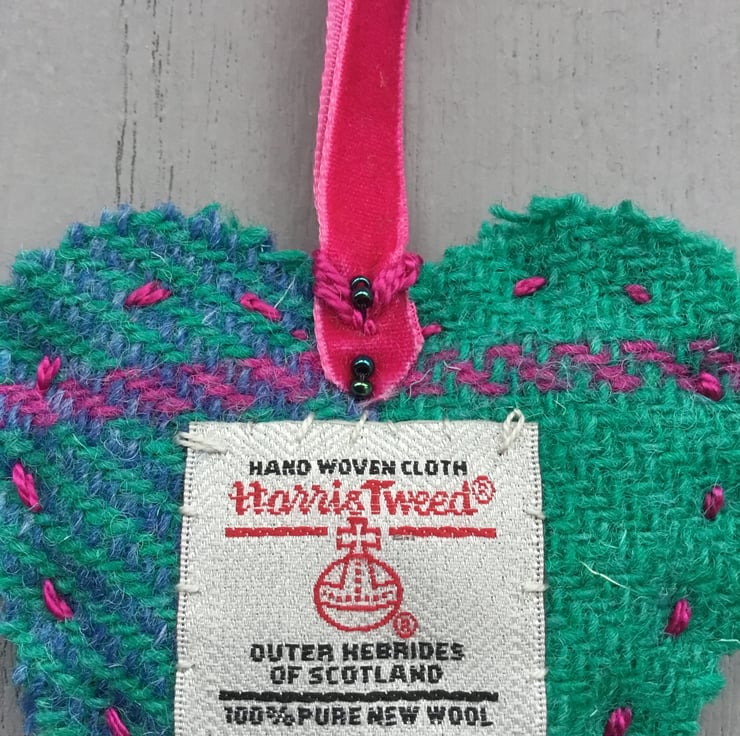 HAND WOVEN CLOTH
Harris Tweed®
®
OUTER HEBRIDES
OF SCOTLAND
100% PURE NEW WOOL